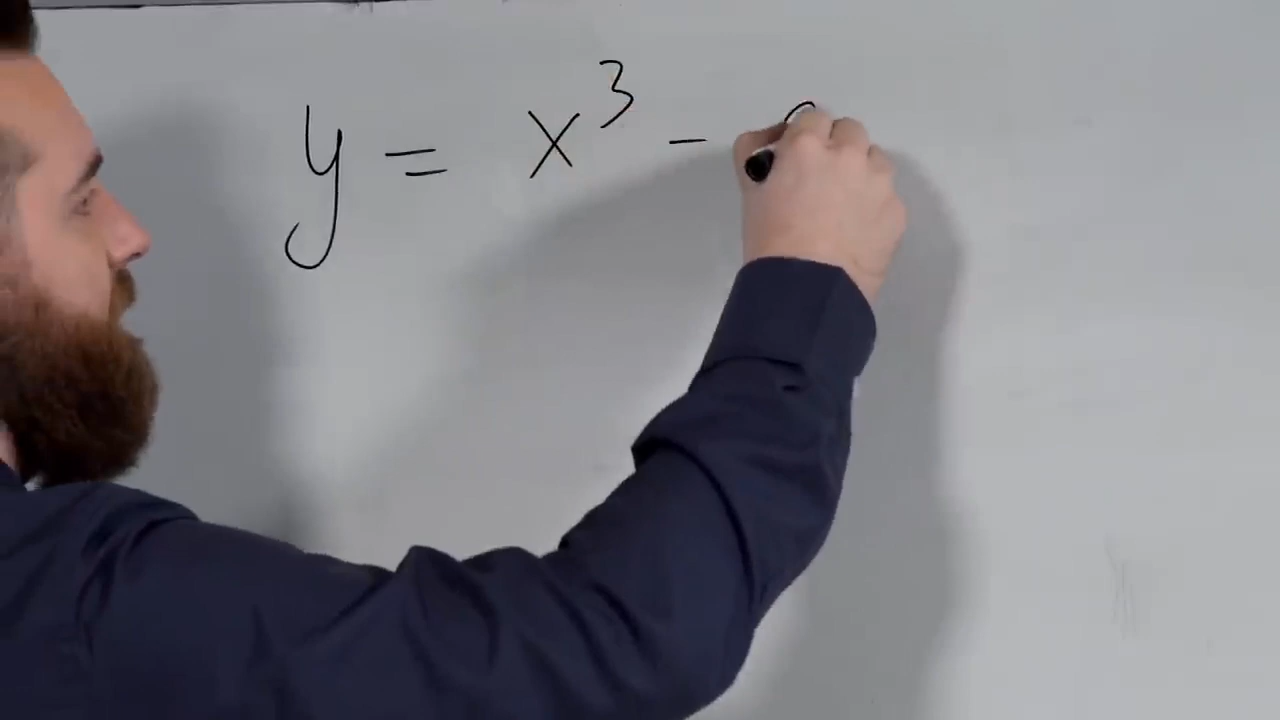 y = x³ -